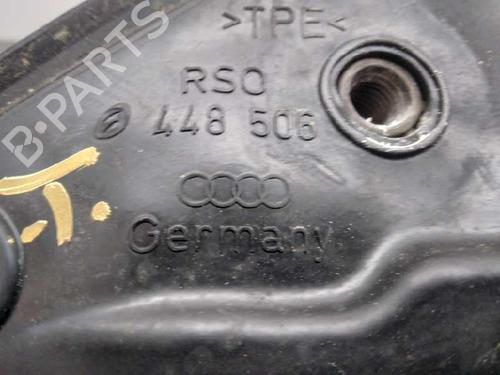 >TPE<
RSO
448 506
Germany
B-PARTS